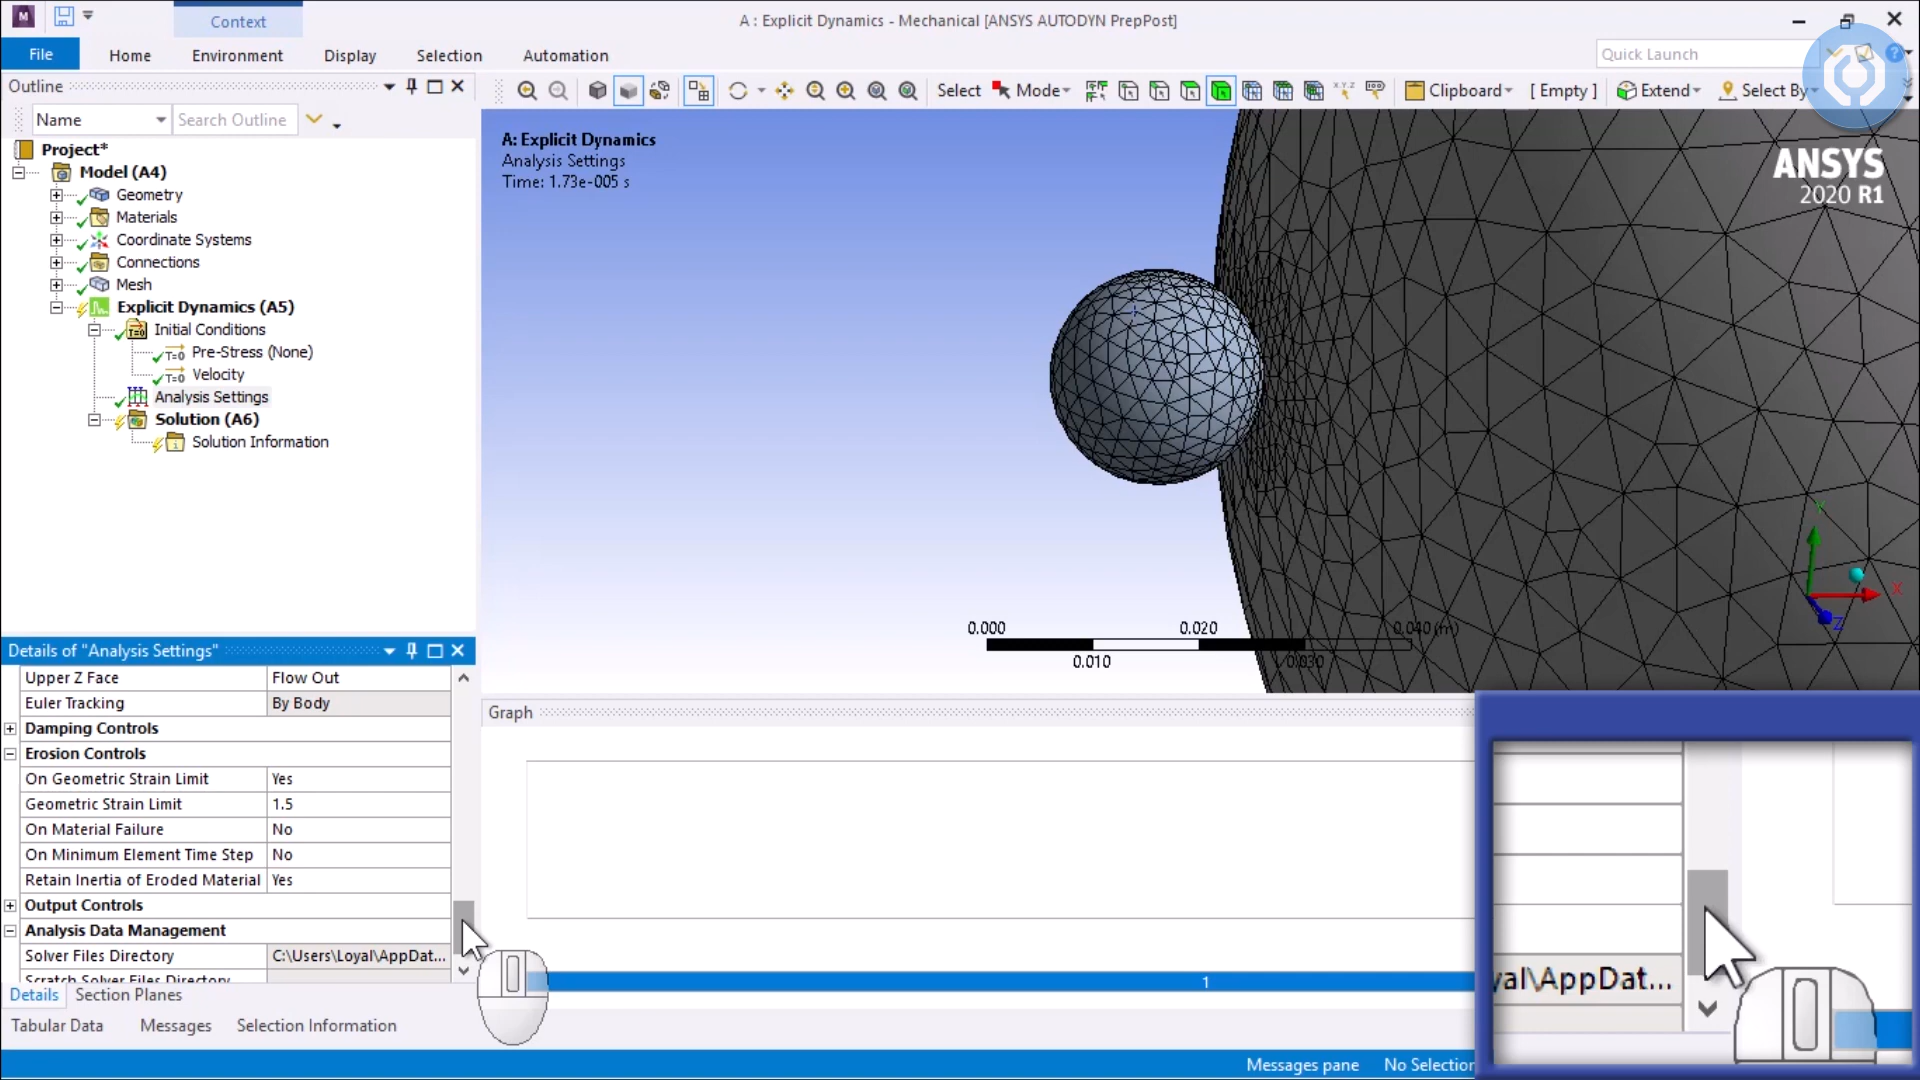 M
Context
A : Explicit Dynamics - Mechanical [ANSYS AUTODYN PrepPost]
File
Home
Environment
Display
Selection
Automation
Quick Launch
Outline
Select
Mode
Clipboard
[ Empty ]
Extend
Select By
Name
Search Outline
Project*
Model (A4)
Geometry
Materials
Coordinate Systems
Connections
Mesh
Explicit Dynamics (A5)
Initial Conditions
Pre-Stress (None)
Velocity
Analysis Settings
Solution (A6)
Solution Information
A: Explicit Dynamics
Analysis Settings
Time: 1.73e-005 s
ANSYS
2020 R1
Y
X
Z
0.000
0.020
0.040 (m)
0.010
0.030
Details of "Analysis Settings"
Upper Z Face Flow Out
Euler Tracking By Body
Damping Controls
Erosion Controls
On Geometric Strain Limit Yes
Geometric Strain Limit 1.5
On Material Failure No
On Minimum Element Time Step No
Retain Inertia of Eroded Material Yes
Output Controls
Analysis Data Management
Solver Files Directory C:\Users\Loyal\AppDat...
Scratch Solver Files Directory
Details
Section Planes
Tabular Data
Messages
Selection Information
Graph
1
yal\AppDat...
Messages pane
No Selection